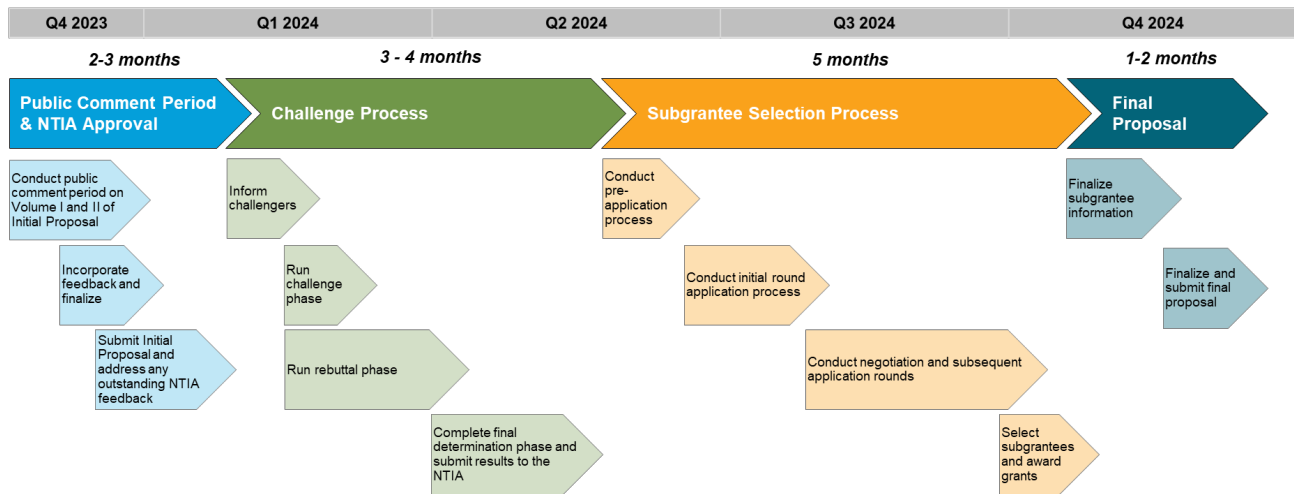 Q4 2023
Q1 2024
Q2 2024
Q3 2024
Q4 2024
2-3 months
3 - 4 months
5 months
1-2 months
Public Comment Period
& NTIA Approval
Challenge Process
Subgrantee Selection Process
Final
Proposal
Conduct public
comment period on
Volume I and II of
Initial Proposal
Incorporate
feedback and
finalize
Submit Initial
Proposal and
address any
outstanding NTIA
feedback
Inform
challengers
Run
challenge
phase
Run rebuttal phase
Complete final
determination phase and
submit results to the
NTIA
Conduct
pre-
application
process
Conduct initial round
application process
Conduct negotiation and subsequent
application rounds
Select
subgrantees
and award
grants
Finalize
subgrantee
information
Finalize and
submit final
proposal